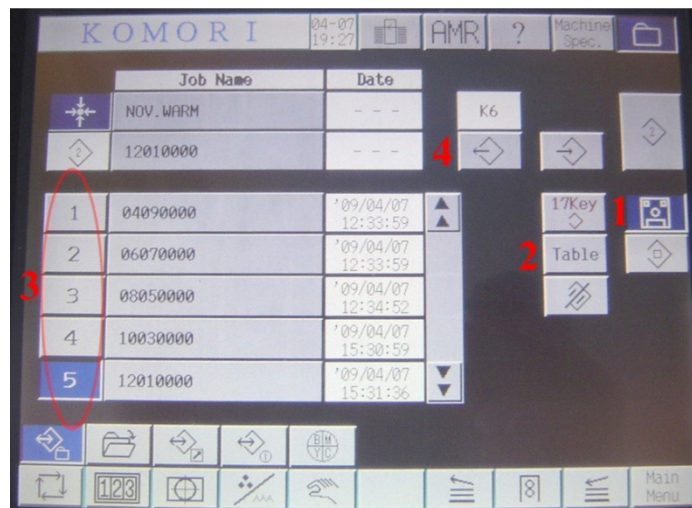 KOMORI
04-07
19:27
AMR
?
Machine
Spec.
Job Name Date
NOV.WARM - - -
K6
2
2 12010000 - - -
4
1 04090000 '09/04/07
12:33:59
17Key
1
2 06070000 '09/04/07
12:33:59
2 Table
3
3 08050000 '09/04/07
12:34:52
4 10030000 '09/04/07
15:30:59
5 12010000 '09/04/07
15:31:36
B M
Y C
123
8
Main
Menu